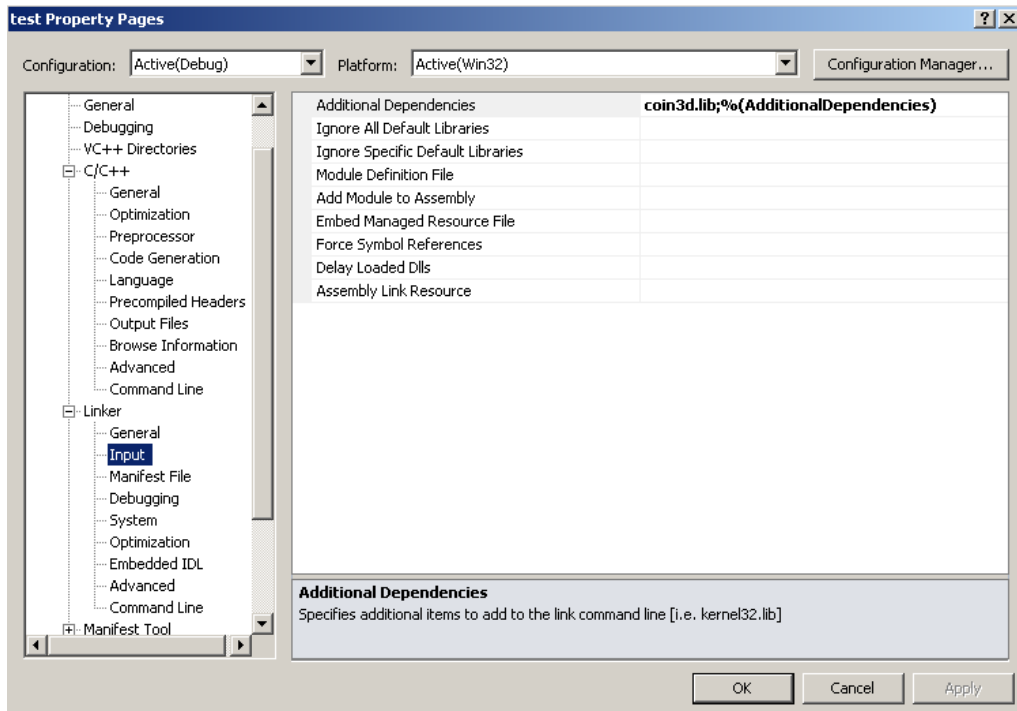 test Property Pages
Configuration: Active(Debug) Platform: Active(Win32) Configuration Manager...
General
Debugging
VC++ Directories
C/C++
General
Optimization
Preprocessor
Code Generation
Language
Precompiled Headers
Output Files
Browse Information
Advanced
Command Line
Linker
General
Input
Manifest File
Debugging
System
Optimization
Embedded IDL
Advanced
Command Line
Manifest Tool
Additional Dependencies coin3d.lib;%(AdditionalDependencies)
Ignore All Default Libraries
Ignore Specific Default Libraries
Module Definition File
Add Module to Assembly
Embed Managed Resource File
Force Symbol References
Delay Loaded Dlls
Assembly Link Resource
Additional Dependencies
Specifies additional items to add to the link command line [i.e. kernel32.lib]
OK Cancel Apply